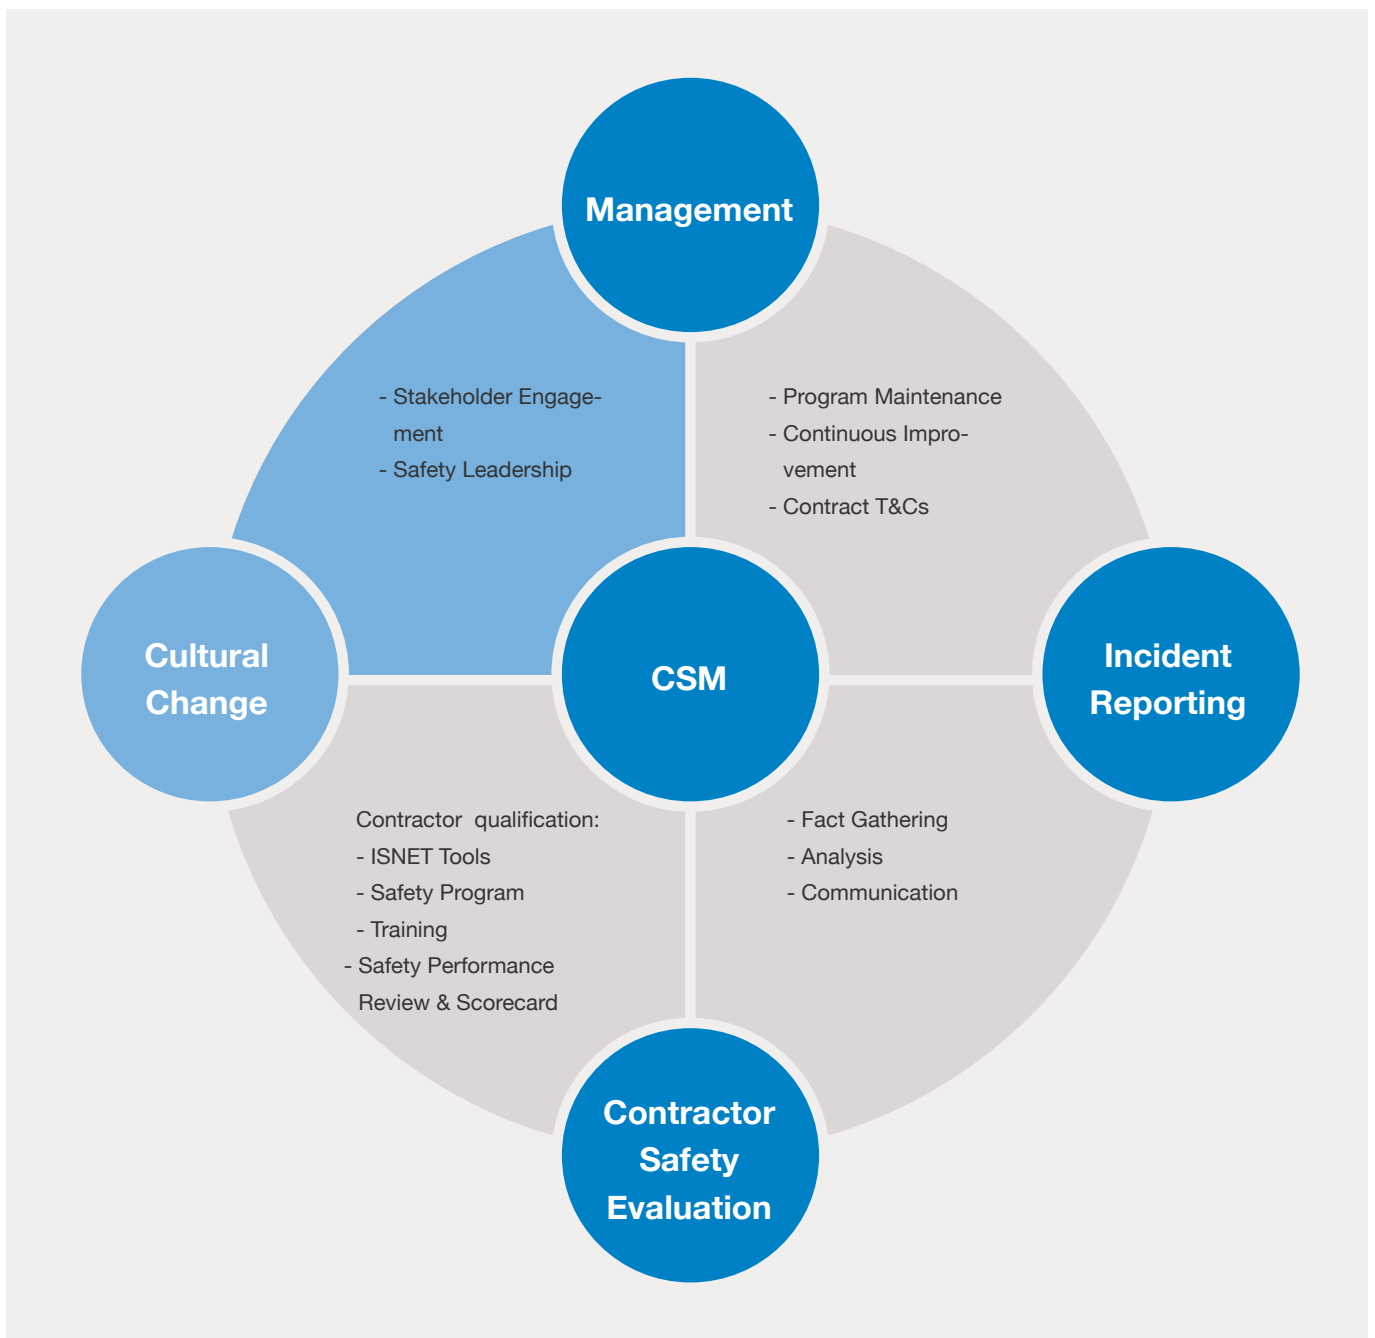 Management
- Stakeholder Engage-
ment
- Safety Leadership
- Program Maintenance
- Continuous Impro-
vement
- Contract T&Cs
Cultural
Change
CSM
Incident
Reporting
Contractor qualification:
- ISNET Tools
- Safety Program
- Training
- Safety Performance
Review & Scorecard
- Fact Gathering
- Analysis
- Communication
Contractor
Safety
Evaluation